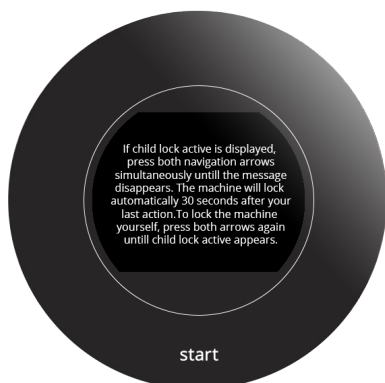 If child lock active is displayed,
press both navigation arrows
simultaneously untill the message
disappears. The machine will lock
automatically 30 seconds after your
last action.To lock the machine
yourself, press both arrows again
untill child lock active appears.
start